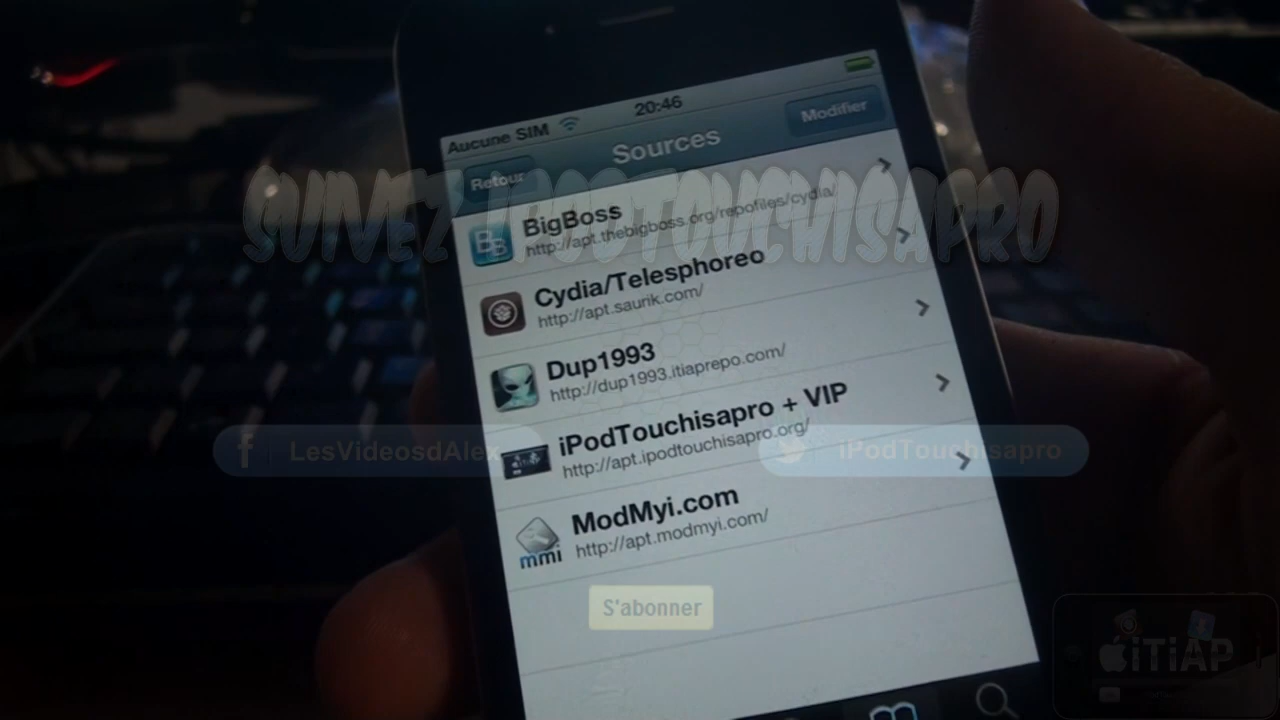 Aucune SIM
20:46
Retour
Sources
Modifier
SUIVEZ IPODTOUCHISAPRO
BigBoss
http://apt.thebigboss.org/repofiles/cydia/
Cydia/Telesphoreo
http://apt.saurik.com/
Dup1993
http://dup1993.itiaprepo.com/
iPodTouchisapro + VIP
http://apt.ipodtouchisapro.org/
f LesVideosdAlex
iPodTouchisapro
ModMyi.com
http://apt.modmyi.com/
mmi
S'abonner
iTiAP